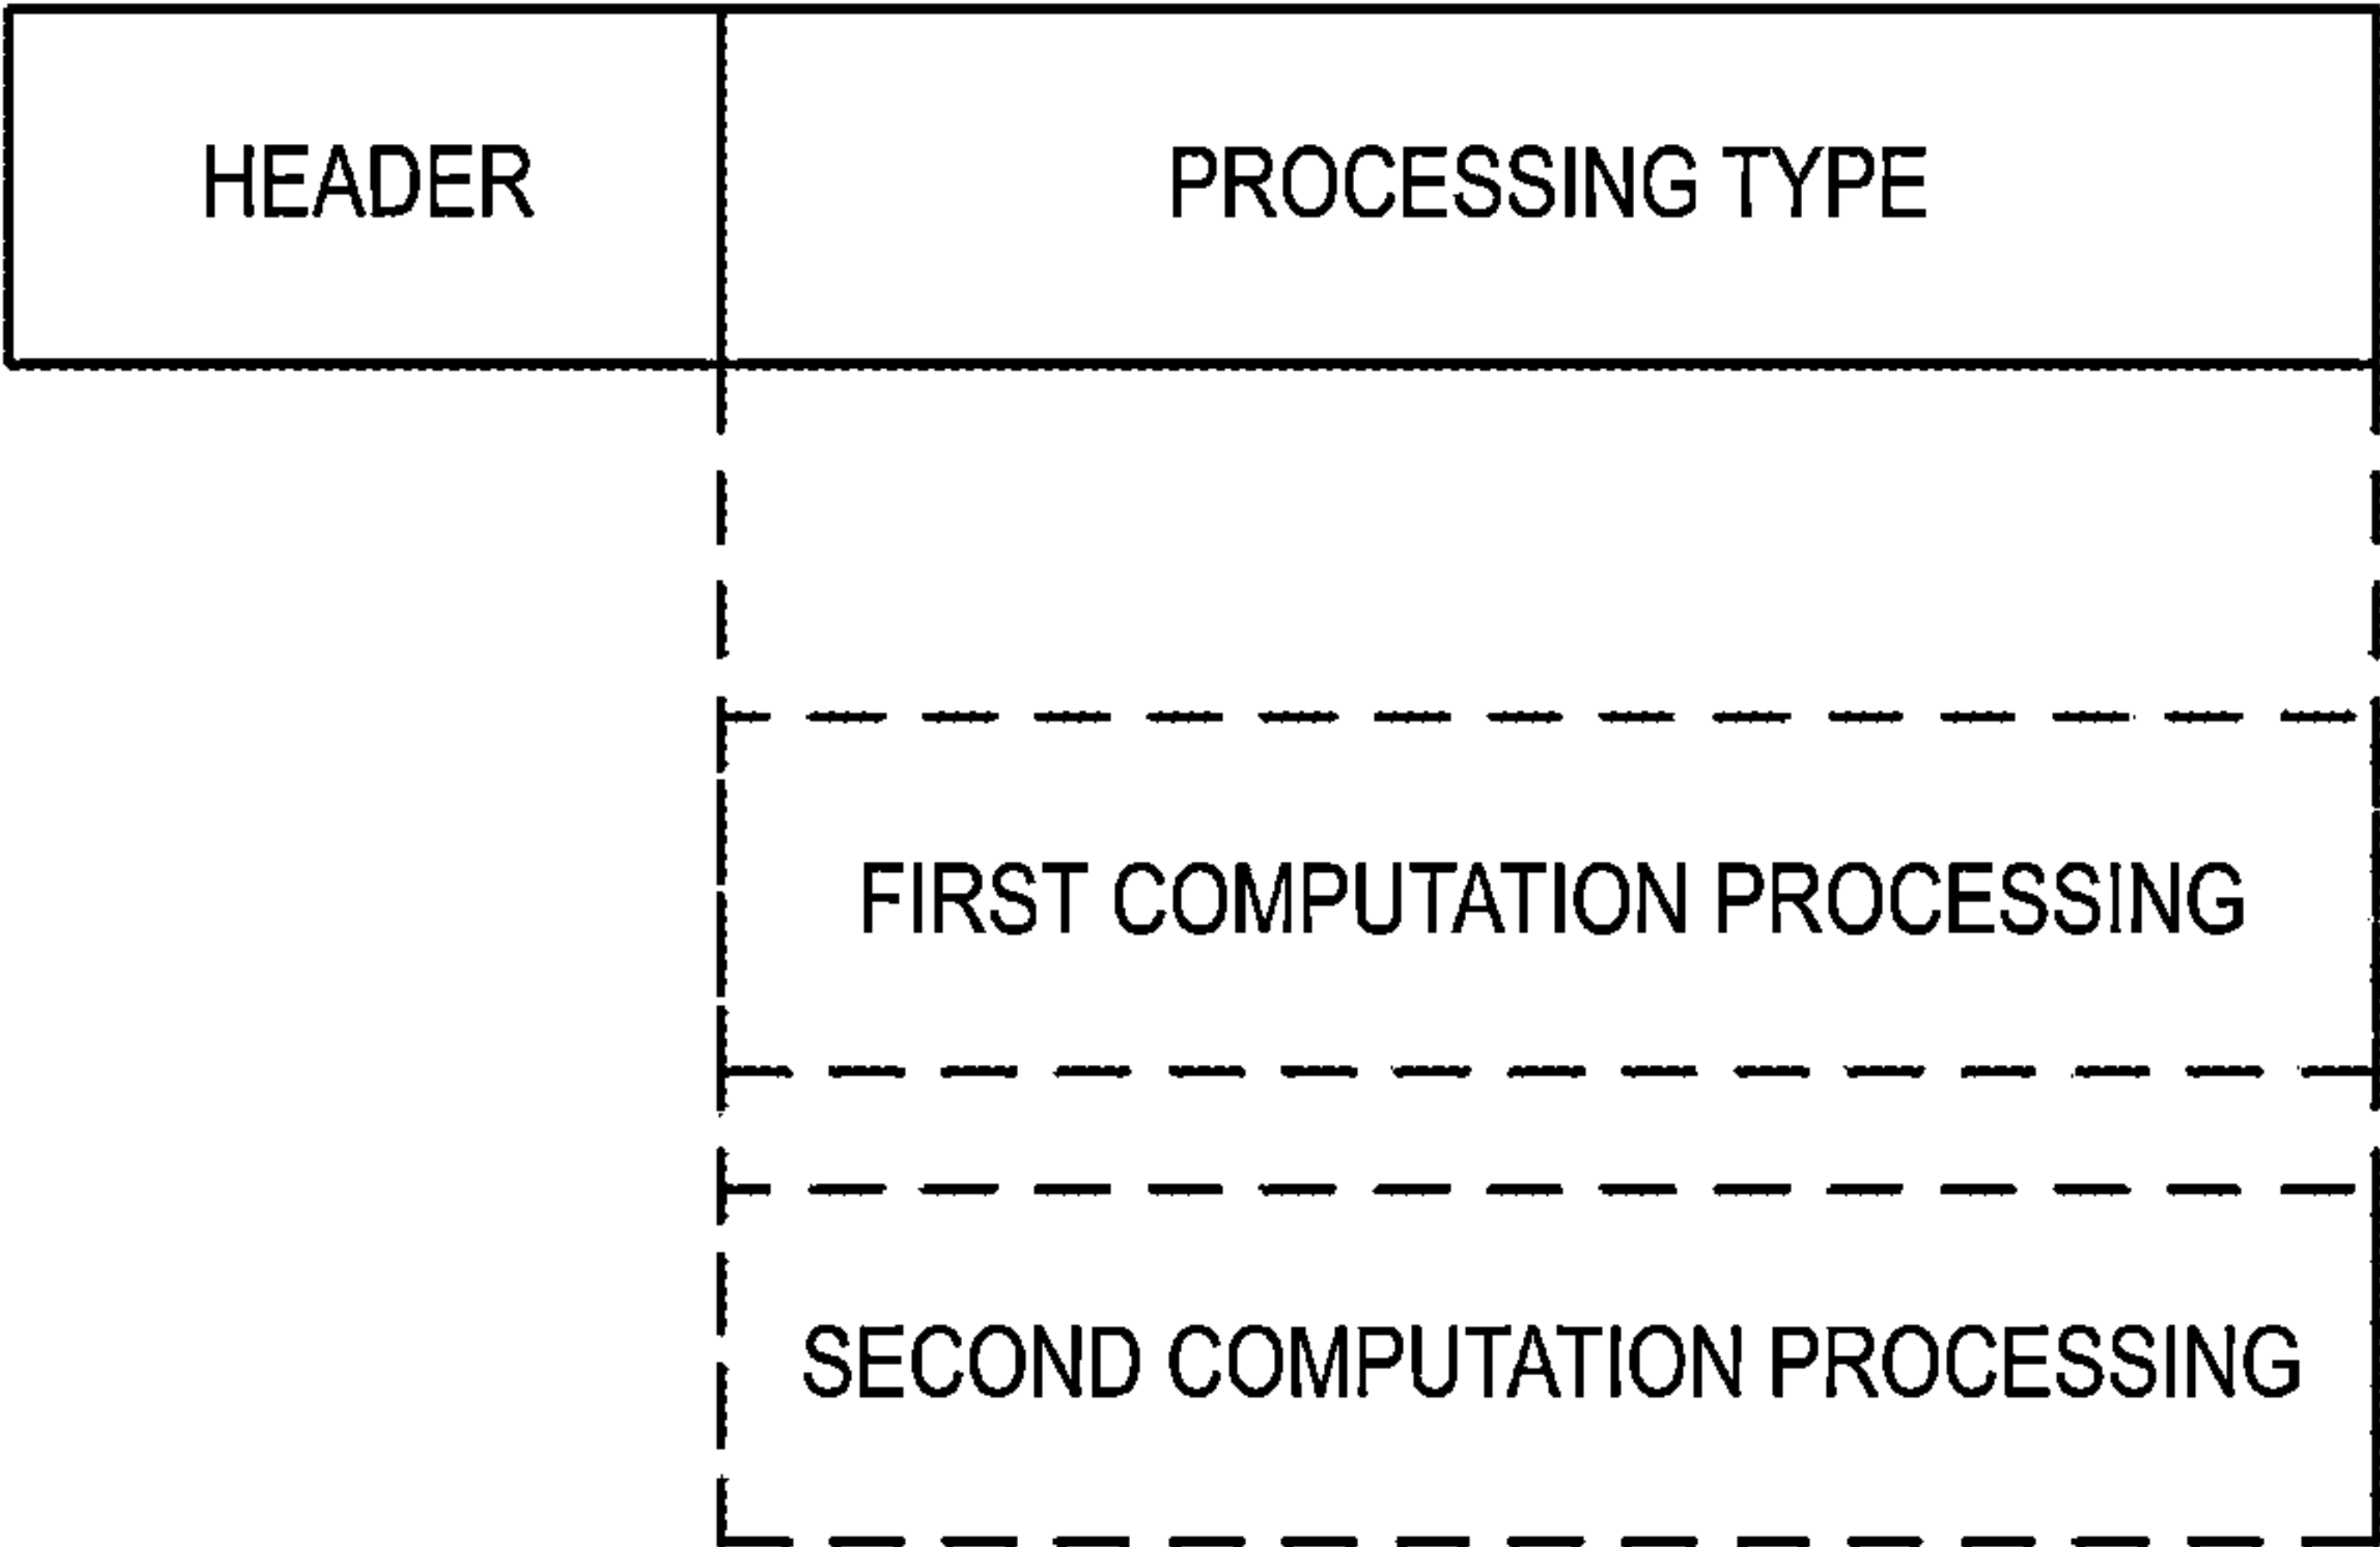 HEADER
PROCESSING TYPE
FIRST COMPUTATION PROCESSING
SECOND COMPUTATION PROCESSING